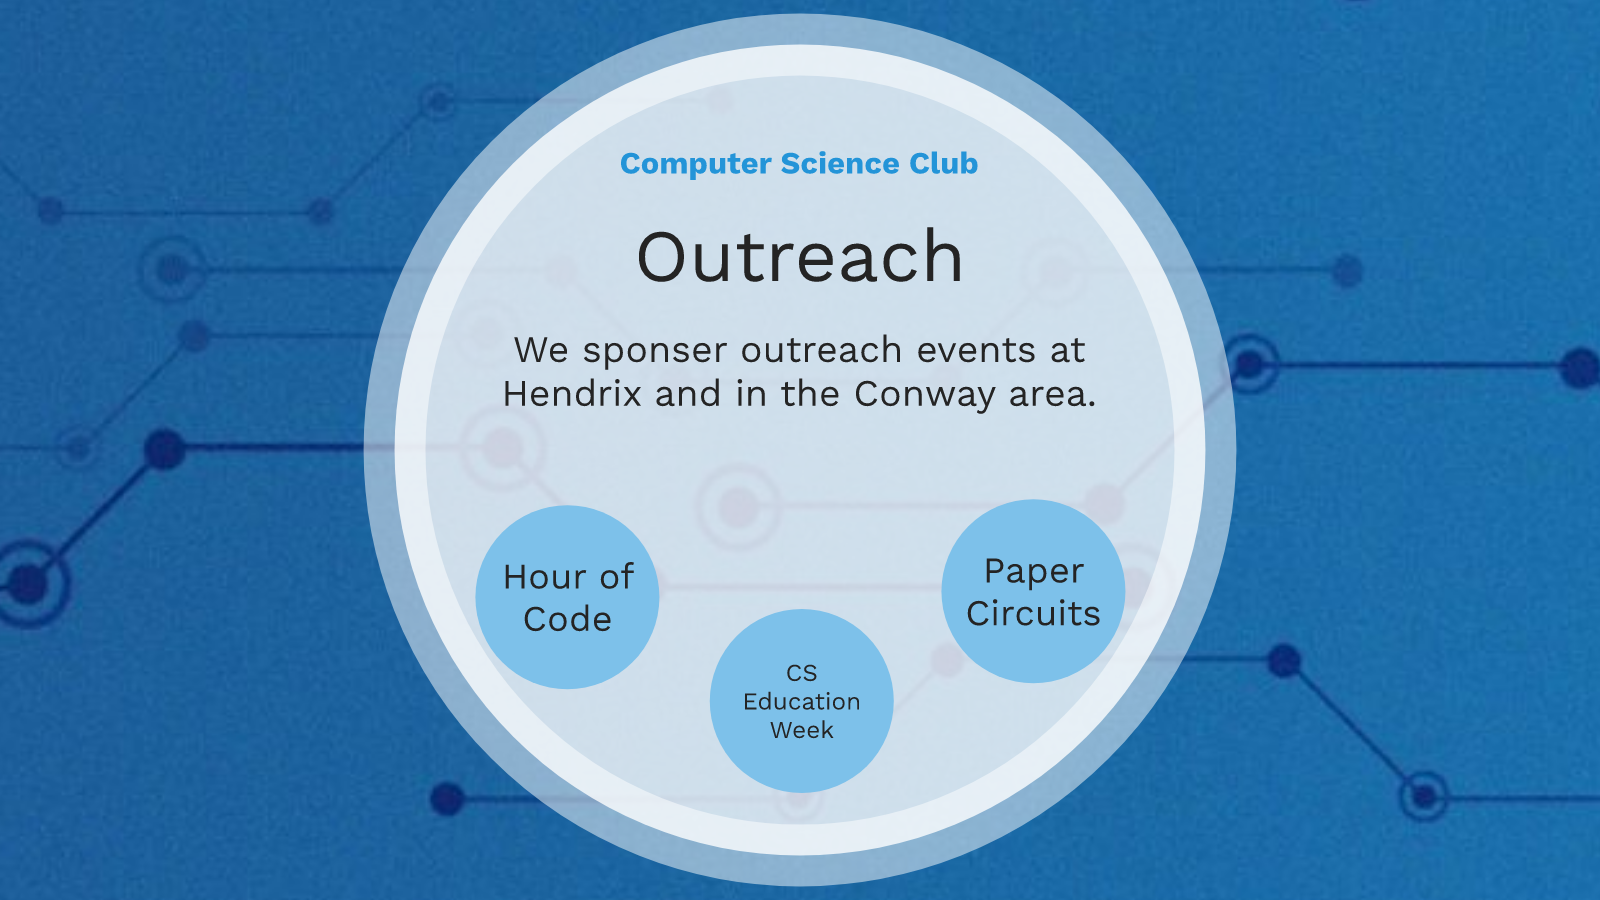 Computer Science Club
Outreach
We sponser outreach events at
Hendrix and in the Conway area.
Hour of
Code
CS
Education
Week
Paper
Circuits